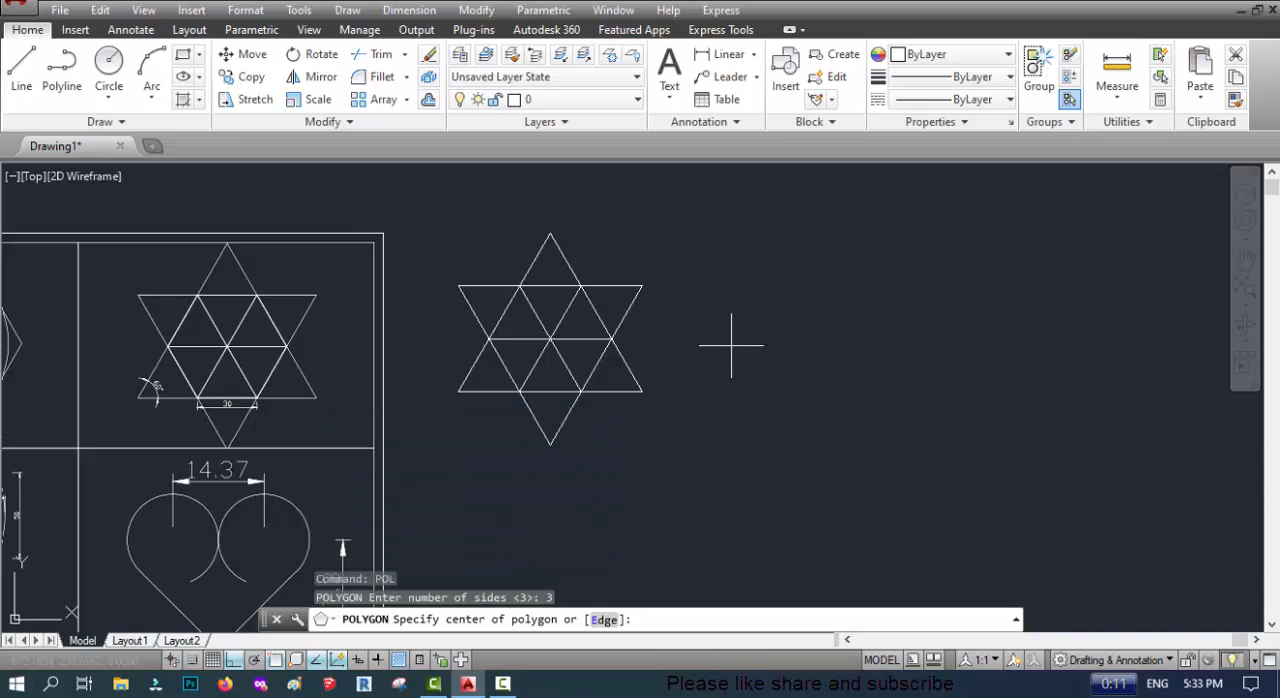 File Edit View Insert Format Tools Draw Dimension Modify Parametric Window Help Express
Home Insert Annotate Layout Parametric View Manage Output Plug-ins Autodesk 360 Featured Apps Express Tools
Line Polyline Circle Arc
Move Rotate Trim
Copy Mirror Fillet
Stretch Scale Array
Unsaved Layer State
0
Text
Linear
Leader
Table
Insert
Create
Edit
ByLayer
ByLayer
ByLayer
Group
Measure
Paste
Draw Modify Layers Annotation Block Properties Groups Utilities Clipboard
Drawing1*
[−][Top][2D Wireframe]
60°
30
14.37
Y
X
Command: POL
POLYGON Enter number of sides <3>: 3
POLYGON Specify center of polygon or [Edge]:
Model Layout1 Layout2
MODEL 1:1 Drafting & Annotation
Please like share and subscribe
0:11 ENG 5:33 PM